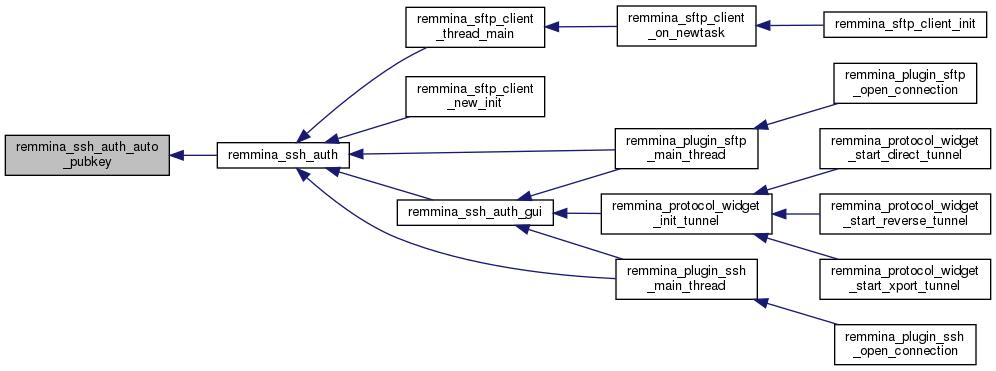 remmina_ssh_auth_auto
_pubkey
remmina_ssh_auth
remmina_sftp_client
_thread_main
remmina_sftp_client
_new_init
remmina_ssh_auth_gui
remmina_sftp_client
_on_newtask
remmina_plugin_sftp
_main_thread
remmina_protocol_widget
_init_tunnel
remmina_plugin_ssh
_main_thread
remmina_sftp_client_init
remmina_plugin_sftp
_open_connection
remmina_protocol_widget
_start_direct_tunnel
remmina_protocol_widget
_start_reverse_tunnel
remmina_protocol_widget
_start_xport_tunnel
remmina_plugin_ssh
_open_connection